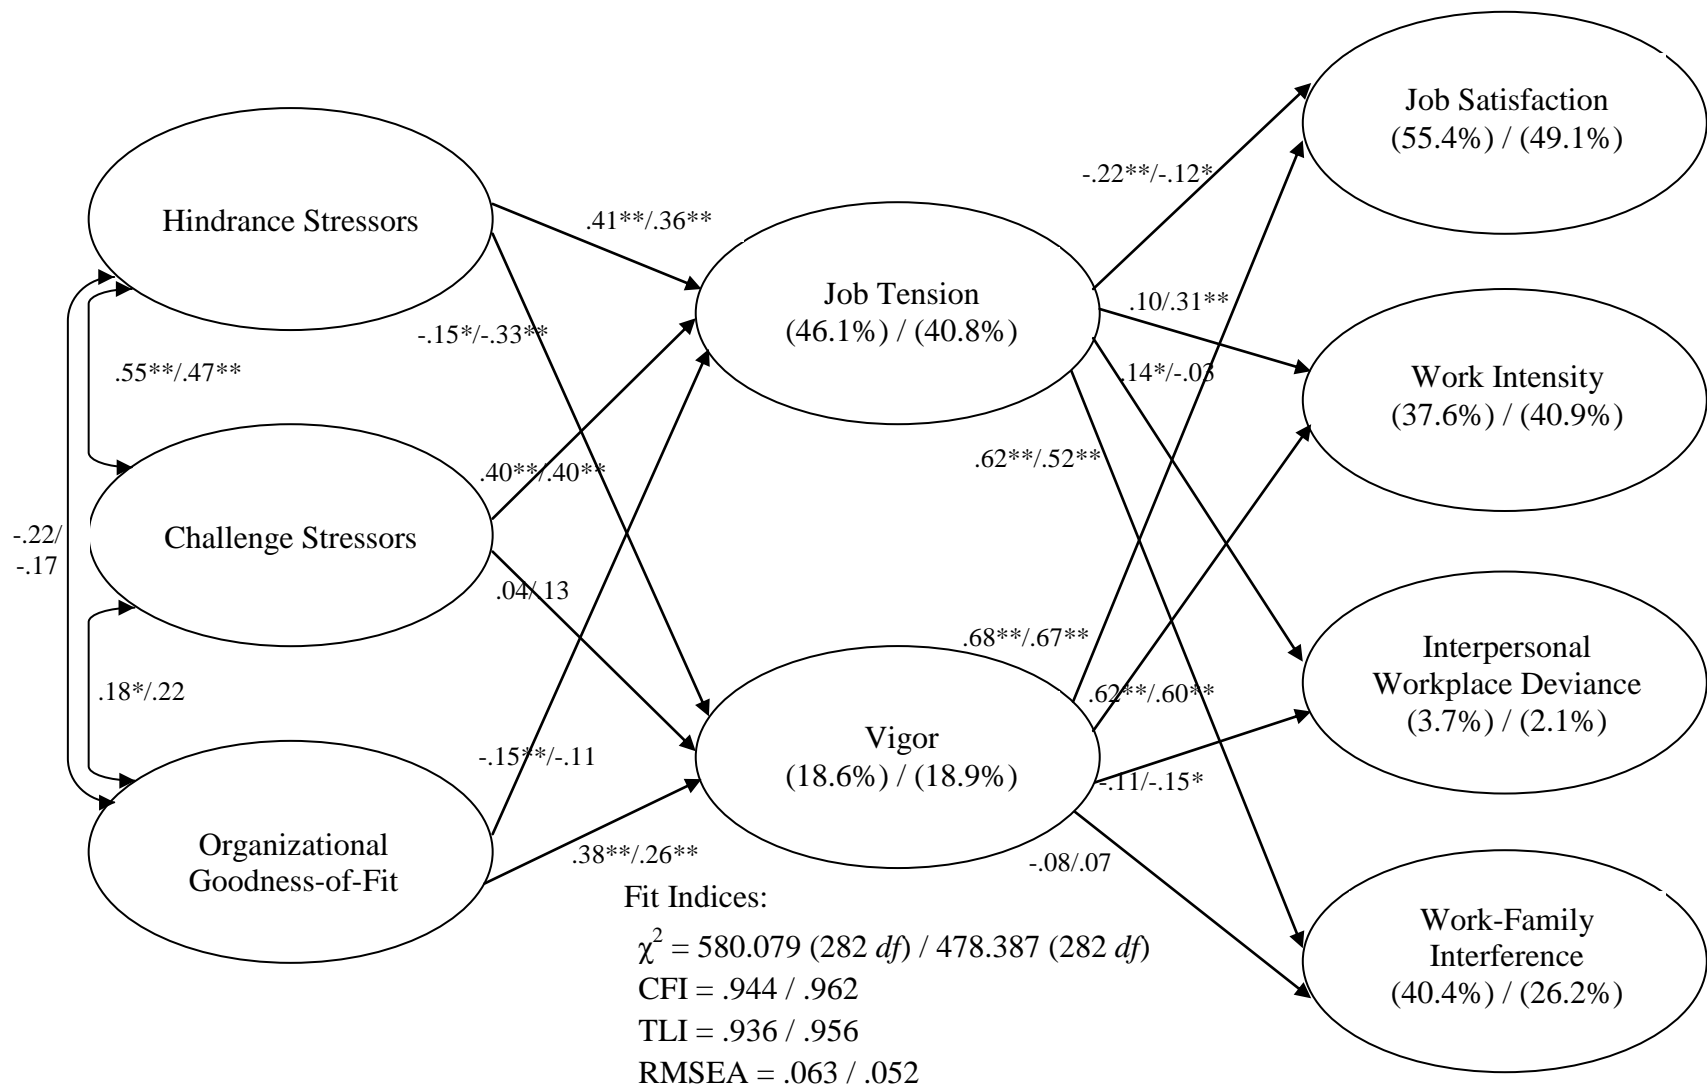 Hindrance Stressors
Challenge Stressors
Organizational
Goodness-of-Fit
-.22/
-.17
.55**/.47**
.18*/.22
.41**/.36**
-.15*/-.33**
.40**/.40**
.04/.13
-.15**/-.11
.38**/.26**
Job Tension
(46.1%) / (40.8%)
Vigor
(18.6%) / (18.9%)
-.22**/-.12*
.10/.31**
.14*/-.03
.62**/.52**
.68**/.67**
.62**/.60**
-.11/-.15*
-.08/.07
Job Satisfaction
(55.4%) / (49.1%)
Work Intensity
(37.6%) / (40.9%)
Interpersonal
Workplace Deviance
(3.7%) / (2.1%)
Work-Family
Interference
(40.4%) / (26.2%)
Fit Indices:
χ² = 580.079 (282 df) / 478.387 (282 df)
CFI = .944 / .962
TLI = .936 / .956
RMSEA = .063 / .052